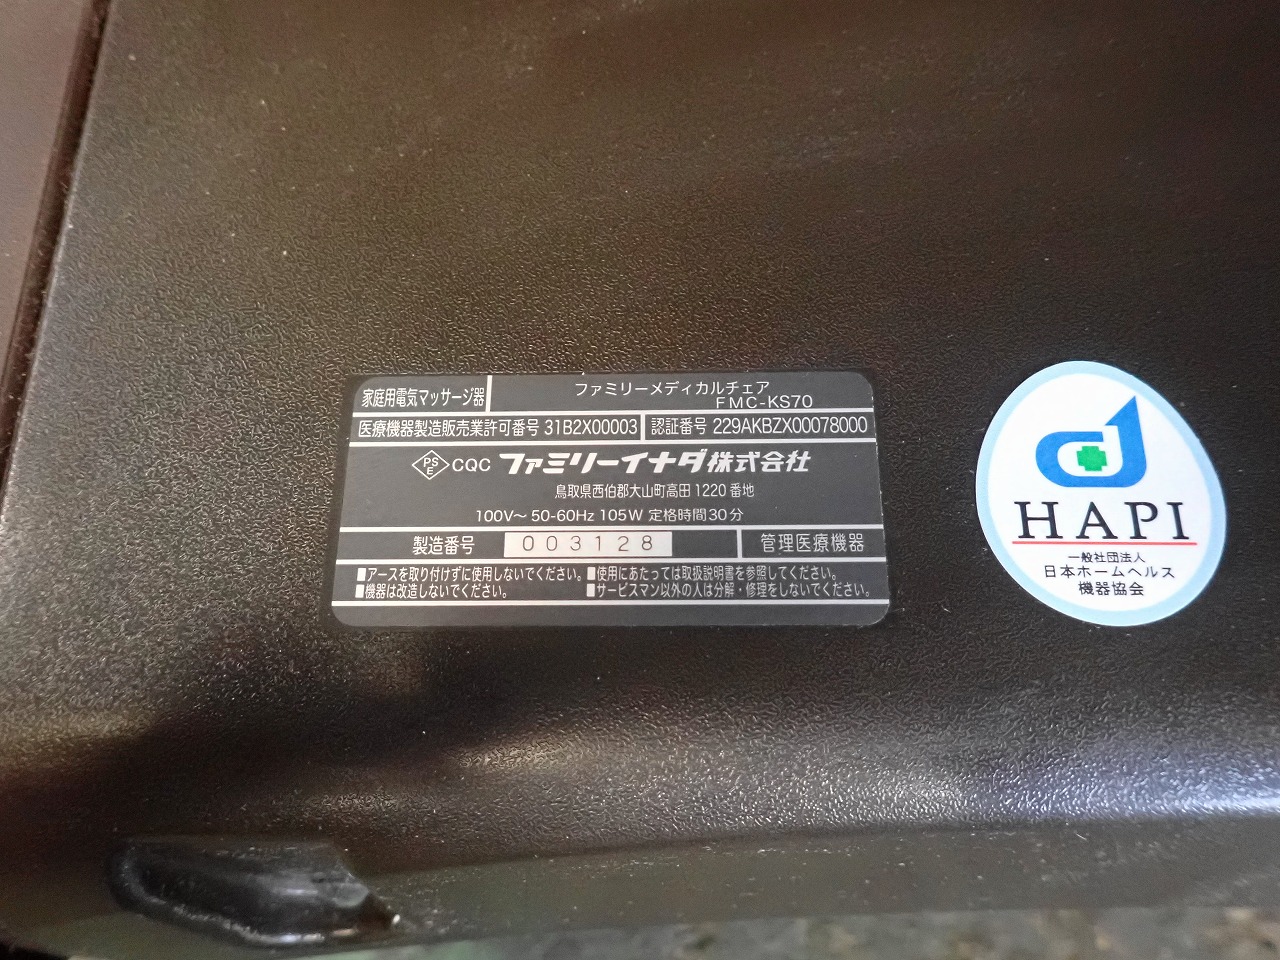 家庭用電気マッサージ器
ファミリーメディカルチェア
FMC-KS70
医療機器製造販売業許可番号 31B2X00003
認証番号 229AKBZX00078000
PS
E
CQC ファミリーイナダ株式会社
鳥取県西伯郡大山町高田1220番地
100V～ 50-60Hz 105W 定格時間30分
製造番号 003128 管理医療機器
■アースを取り付けずに使用しないでください。 ■使用にあたっては取扱説明書を参照してください。
■機器は改造しないでください。 ■サービスマン以外の人は分解・修理をしないでください。
HAPI
一般社団法人
日本ホームヘルス
機器協会